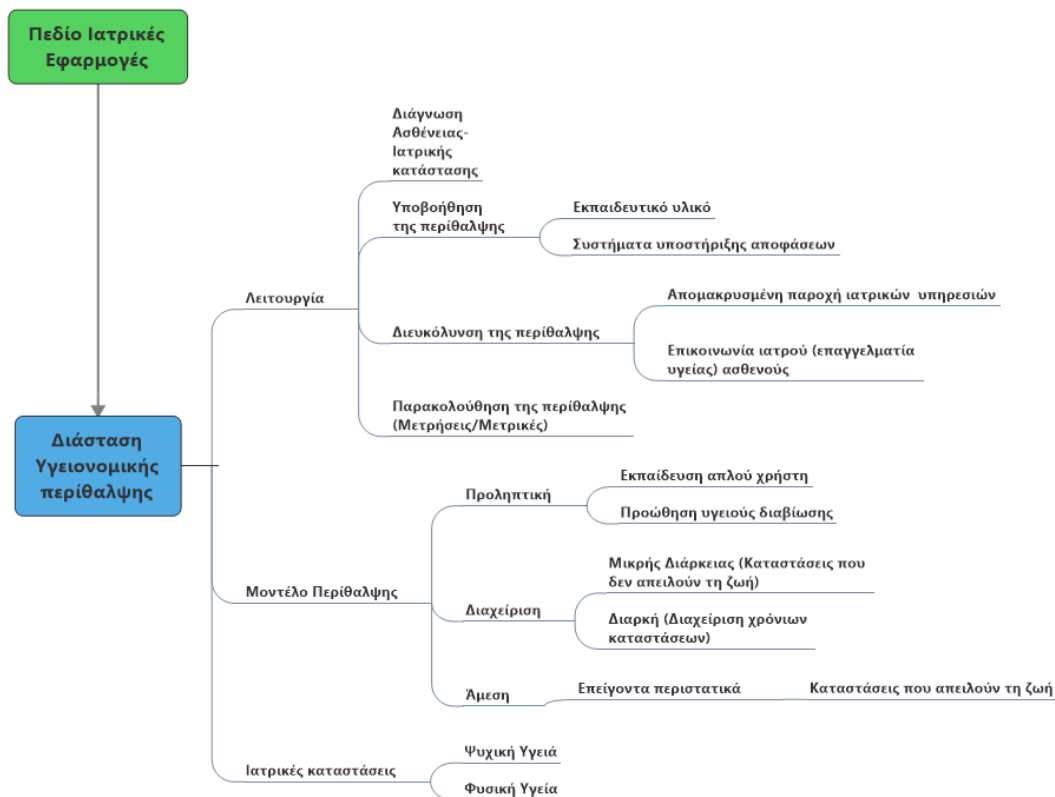 Πεδίο Ιατρικές
Εφαρμογές
Διάσταση
Υγειονομικής
περίθαλψης
Λειτουργία
Διάγνωση
Ασθένειας-
Ιατρικής
κατάστασης
Υποβοήθηση
της περίθαλψης
Εκπαιδευτικό υλικό
Συστήματα υποστήριξης αποφάσεων
Διευκόλυνση της περίθαλψης
Απομακρυσμένη παροχή ιατρικών υπηρεσιών
Επικοινωνία ιατρού (επαγγελματία
υγείας) ασθενούς
Παρακολούθηση της περίθαλψης
(Μετρήσεις/Μετρικές)
Μοντέλο Περίθαλψης
Προληπτική
Εκπαίδευση απλού χρήστη
Προώθηση υγειούς διαβίωσης
Διαχείριση
Μικρής Διάρκειας (Καταστάσεις που
δεν απειλούν τη ζωή)
Διαρκή (Διαχείριση χρόνιων
καταστάσεων)
Άμεση
Επείγοντα περιστατικά
Καταστάσεις που απειλούν τη ζωή
Ιατρικές καταστάσεις
Ψυχική Υγειά
Φυσική Υγεία